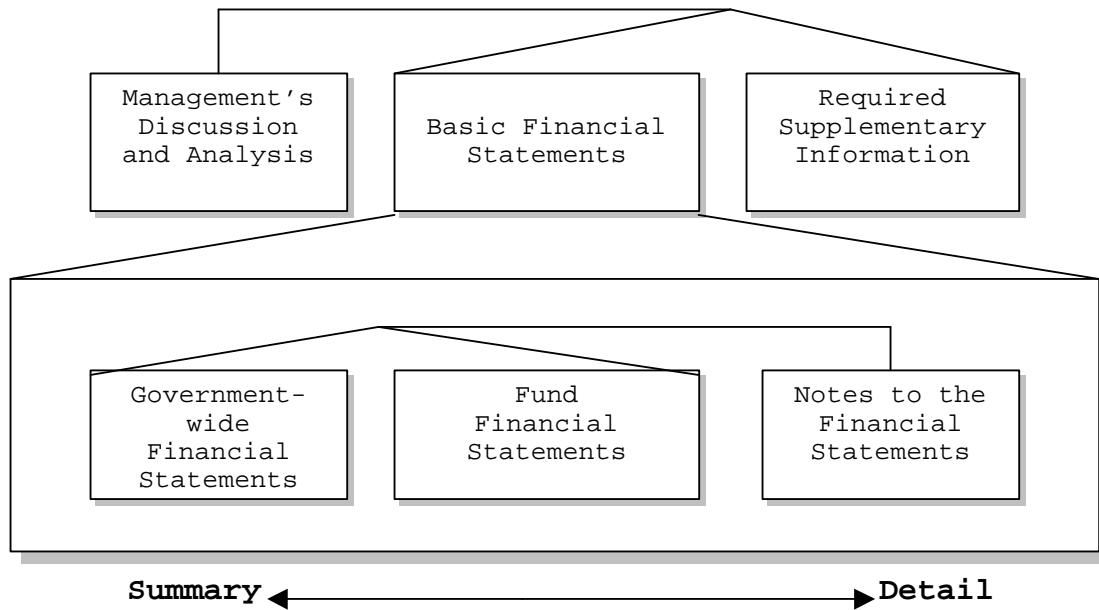 Management's
Discussion
and Analysis
Basic Financial
Statements
Required
Supplementary
Information
Government-
wide
Financial
Statements
Fund
Financial
Statements
Notes to the
Financial
Statements
Summary
Detail